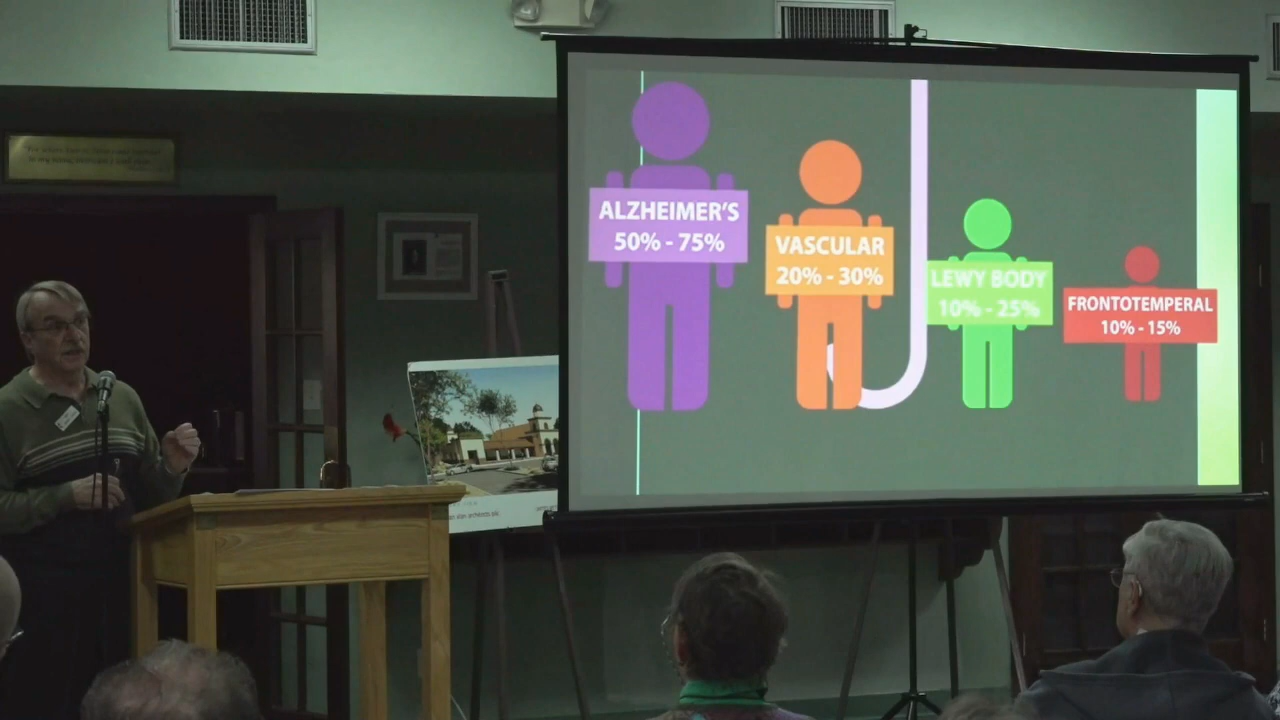 ALZHEIMER'S
50% - 75%
VASCULAR
20% - 30%
LEWY BODY
10% - 25%
FRONTOTEMPERAL
10% - 15%